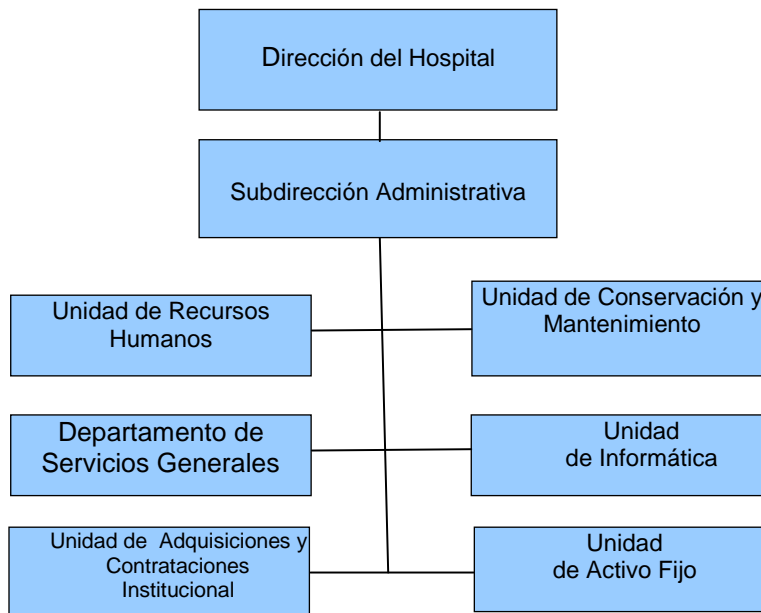 Dirección del Hospital
Subdirección Administrativa
Unidad de Recursos
Humanos
Unidad de Conservación y
Mantenimiento
Departamento de
Servicios Generales
Unidad
de Informática
Unidad de Adquisiciones y
Contrataciones
Institucional
Unidad
de Activo Fijo